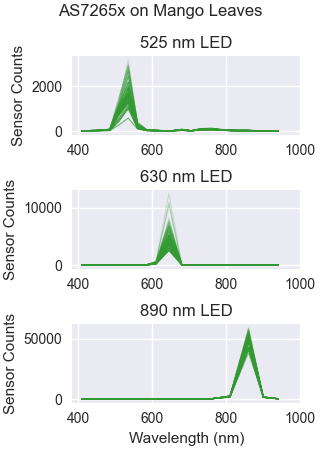 AS7265x on Mango Leaves
525 nm LED
Sensor Counts
2000
0
400 600 800 1000
630 nm LED
Sensor Counts
10000
0
400 600 800 1000
890 nm LED
Sensor Counts
50000
0
400 600 800 1000
Wavelength (nm)